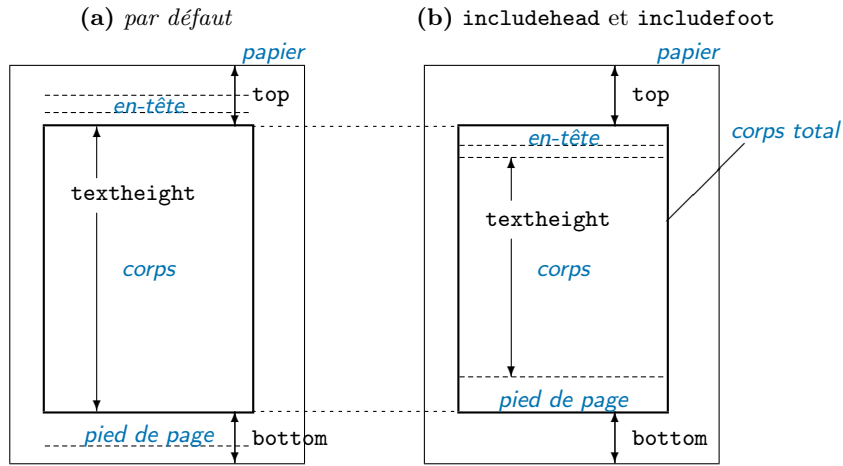 (a) par défaut
papier
top
en-tête
textheight
corps
pied de page
bottom
(b) includehead et includefoot
papier
top
en-tête
corps total
textheight
corps
pied de page
bottom